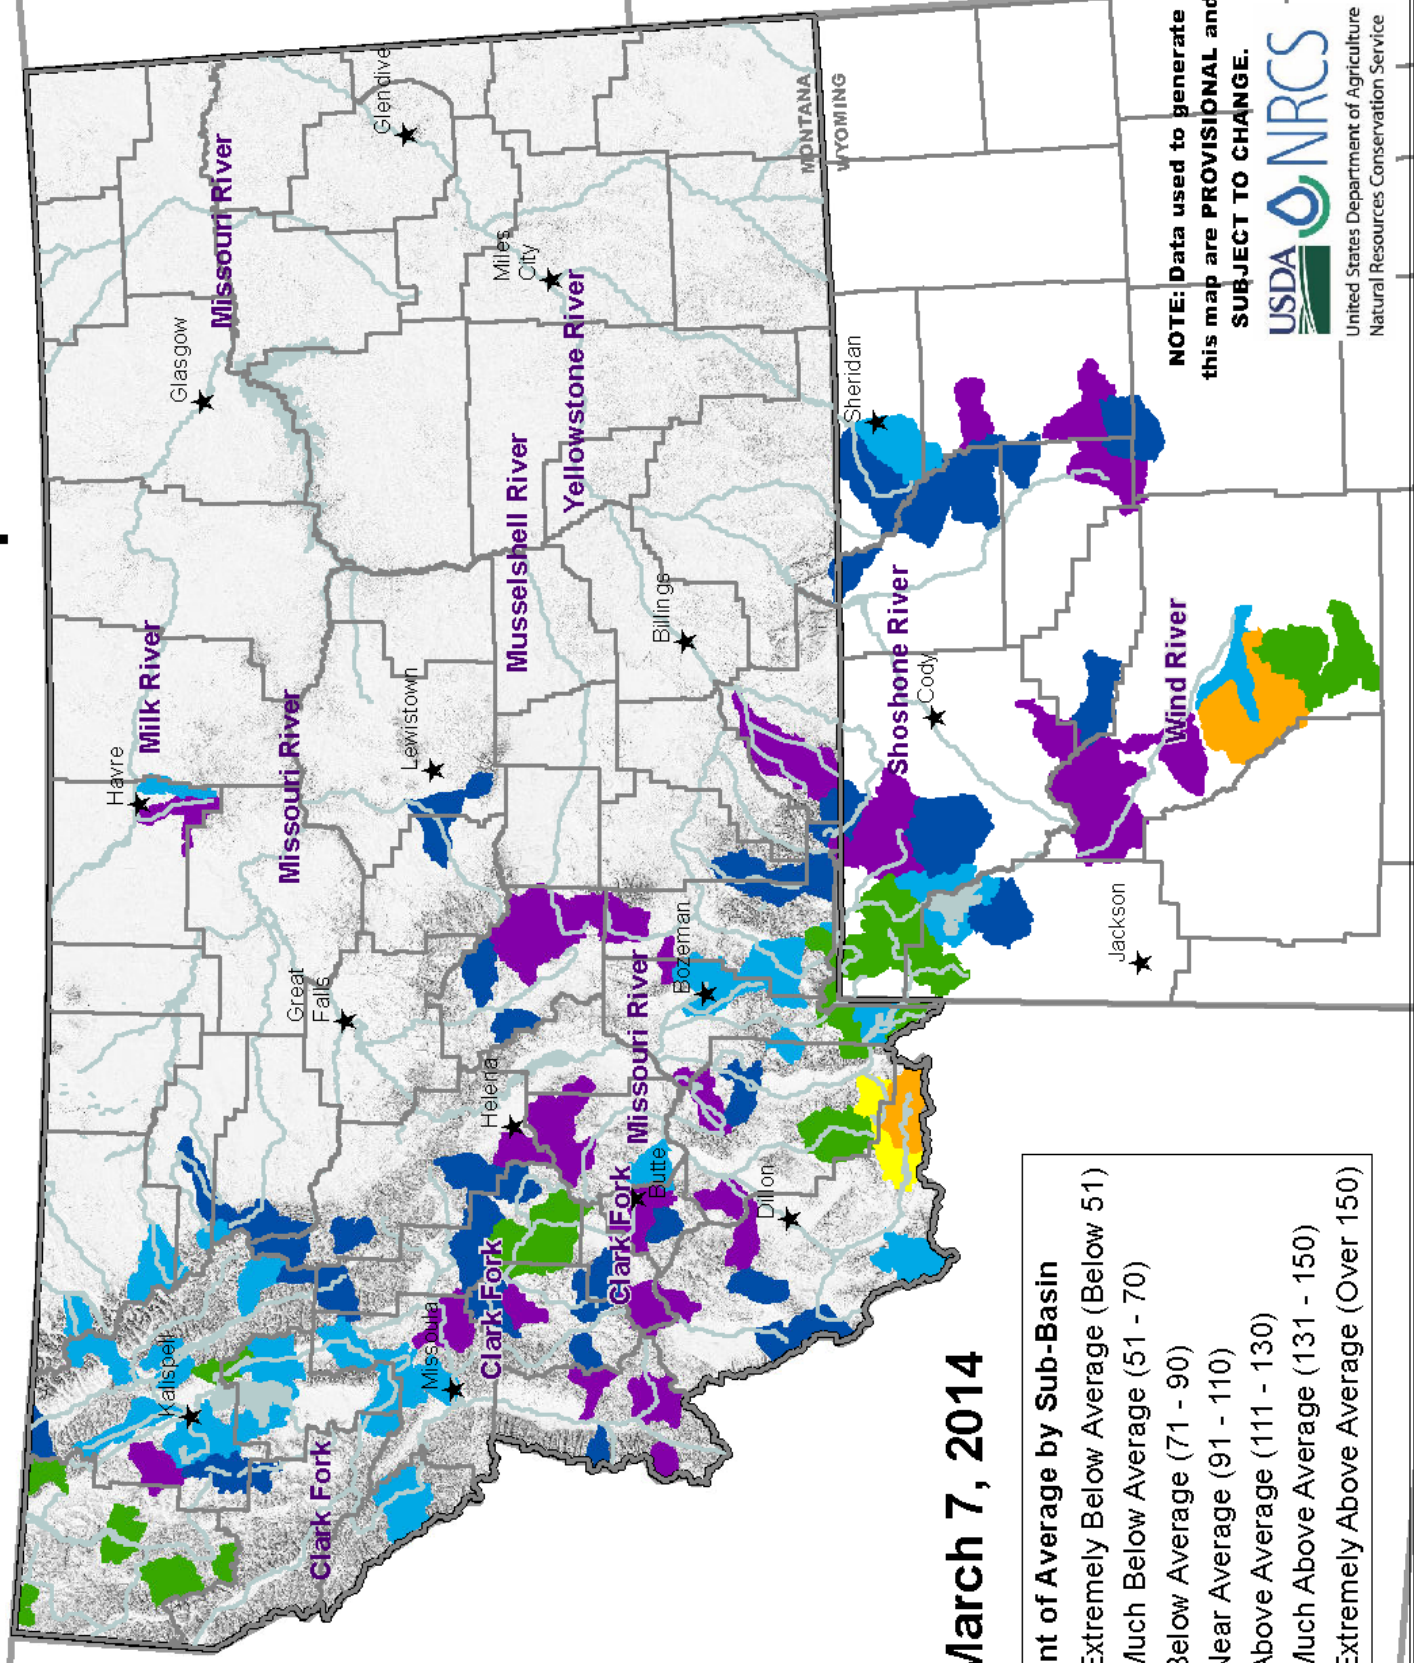 Glendive
Missouri River
Glasgow
Miles
City
Yellowstone River
Musselshell River
MONTANA
WYOMING
Sheridan
Milk River
Havre
Missouri River
Lewistown
Billings
Shoshone River
Cody
Wind River
Great
Falls
Helena
Bozeman
Missouri River
Jackson
Kalispell
Missoula
Clark Fork
Clark Fork
Clark Fork
Butte
Dillon
March 7, 2014
nt of Average by Sub-Basin
Extremely Below Average (Below 51)
Much Below Average (51 - 70)
Below Average (71 - 90)
Near Average (91 - 110)
Above Average (111 - 130)
Much Above Average (131 - 150)
Extremely Above Average (Over 150)
NOTE: Data used to generate
this map are PROVISIONAL and
SUBJECT TO CHANGE.
USDA NRCS
United States Department of Agriculture
Natural Resources Conservation Service